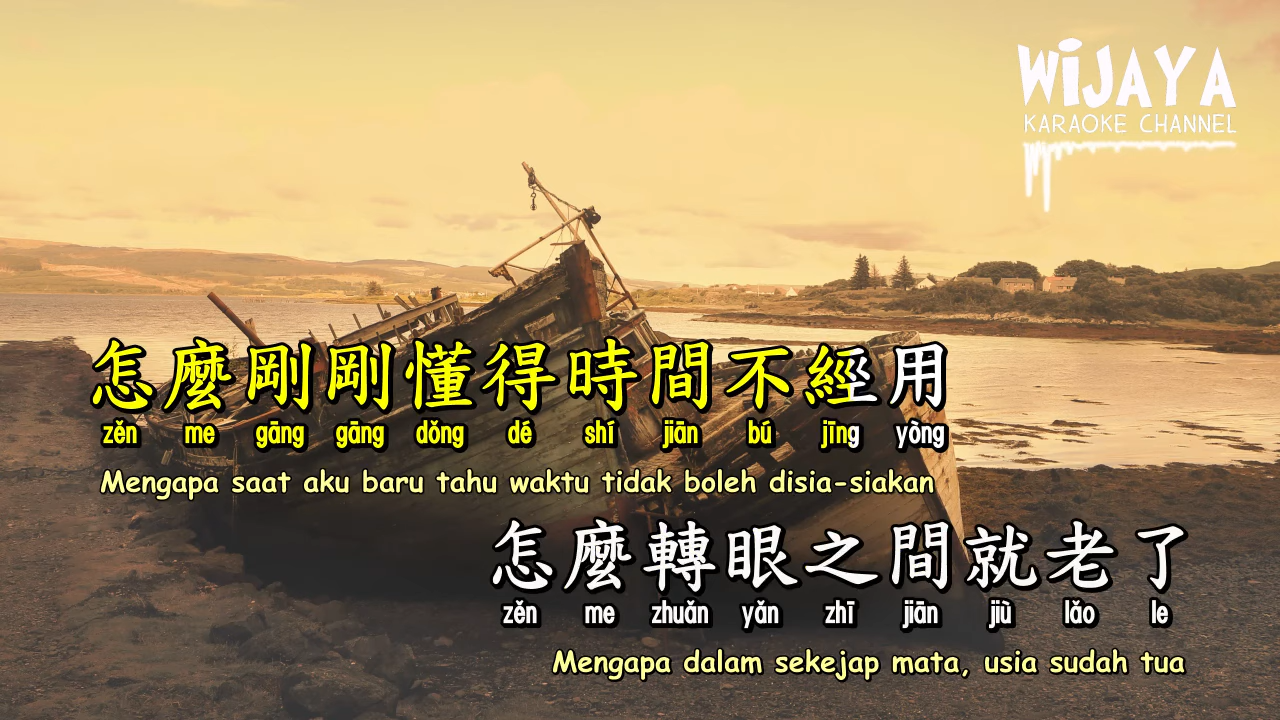 WiJAYA
KARAOKE CHANNEL
怎麼剛剛懂得時間不經用
zěn me gāng gāng dǒng dé shí jiān bú jīng yòng
Mengapa saat aku baru tahu waktu tidak boleh disia-siakan
怎麼轉眼之間就老了
zěn me zhuǎn yǎn zhī jiān jiù lǎo le
Mengapa dalam sekejap mata, usia sudah tua